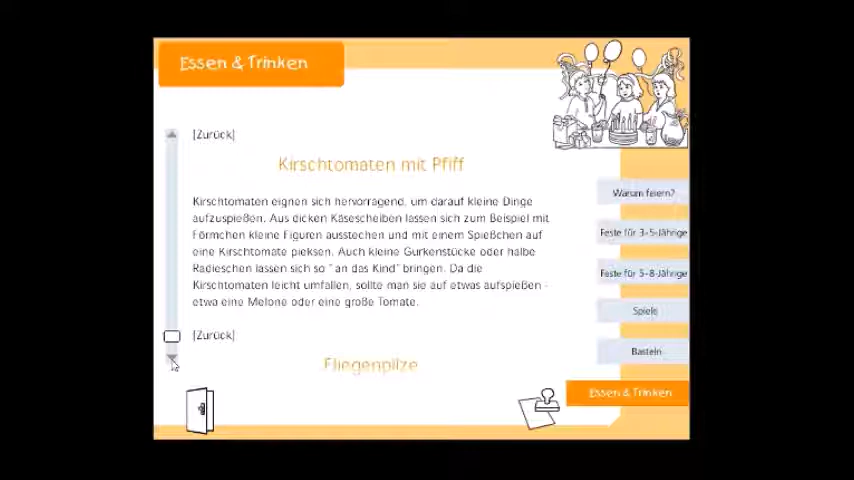 Essen & Trinken
[Zurück]
Kirschtomaten mit Pfiff
Kirschtomaten eignen sich hervorragend, um darauf kleine Dinge
aufzuspießen. Aus dicken Käsescheiben lassen sich zum Beispiel mit
Förmchen kleine Figuren ausstechen und mit einem Spießchen auf
eine Kirschtomate pieksen. Auch kleine Gurkenstücke oder halbe
Radieschen lassen sich so "an das Kind" bringen. Da die
Kirschtomaten leicht umfallen, sollte man sie auf etwas aufspießen -
etwa eine Melone oder eine große Tomate.
[Zurück]
Fliegenpilze
Warum feiern?
Feste für 3-5-Jährige
Feste für 5-8-Jährige
Spiele
Basteln
Essen & Trinken